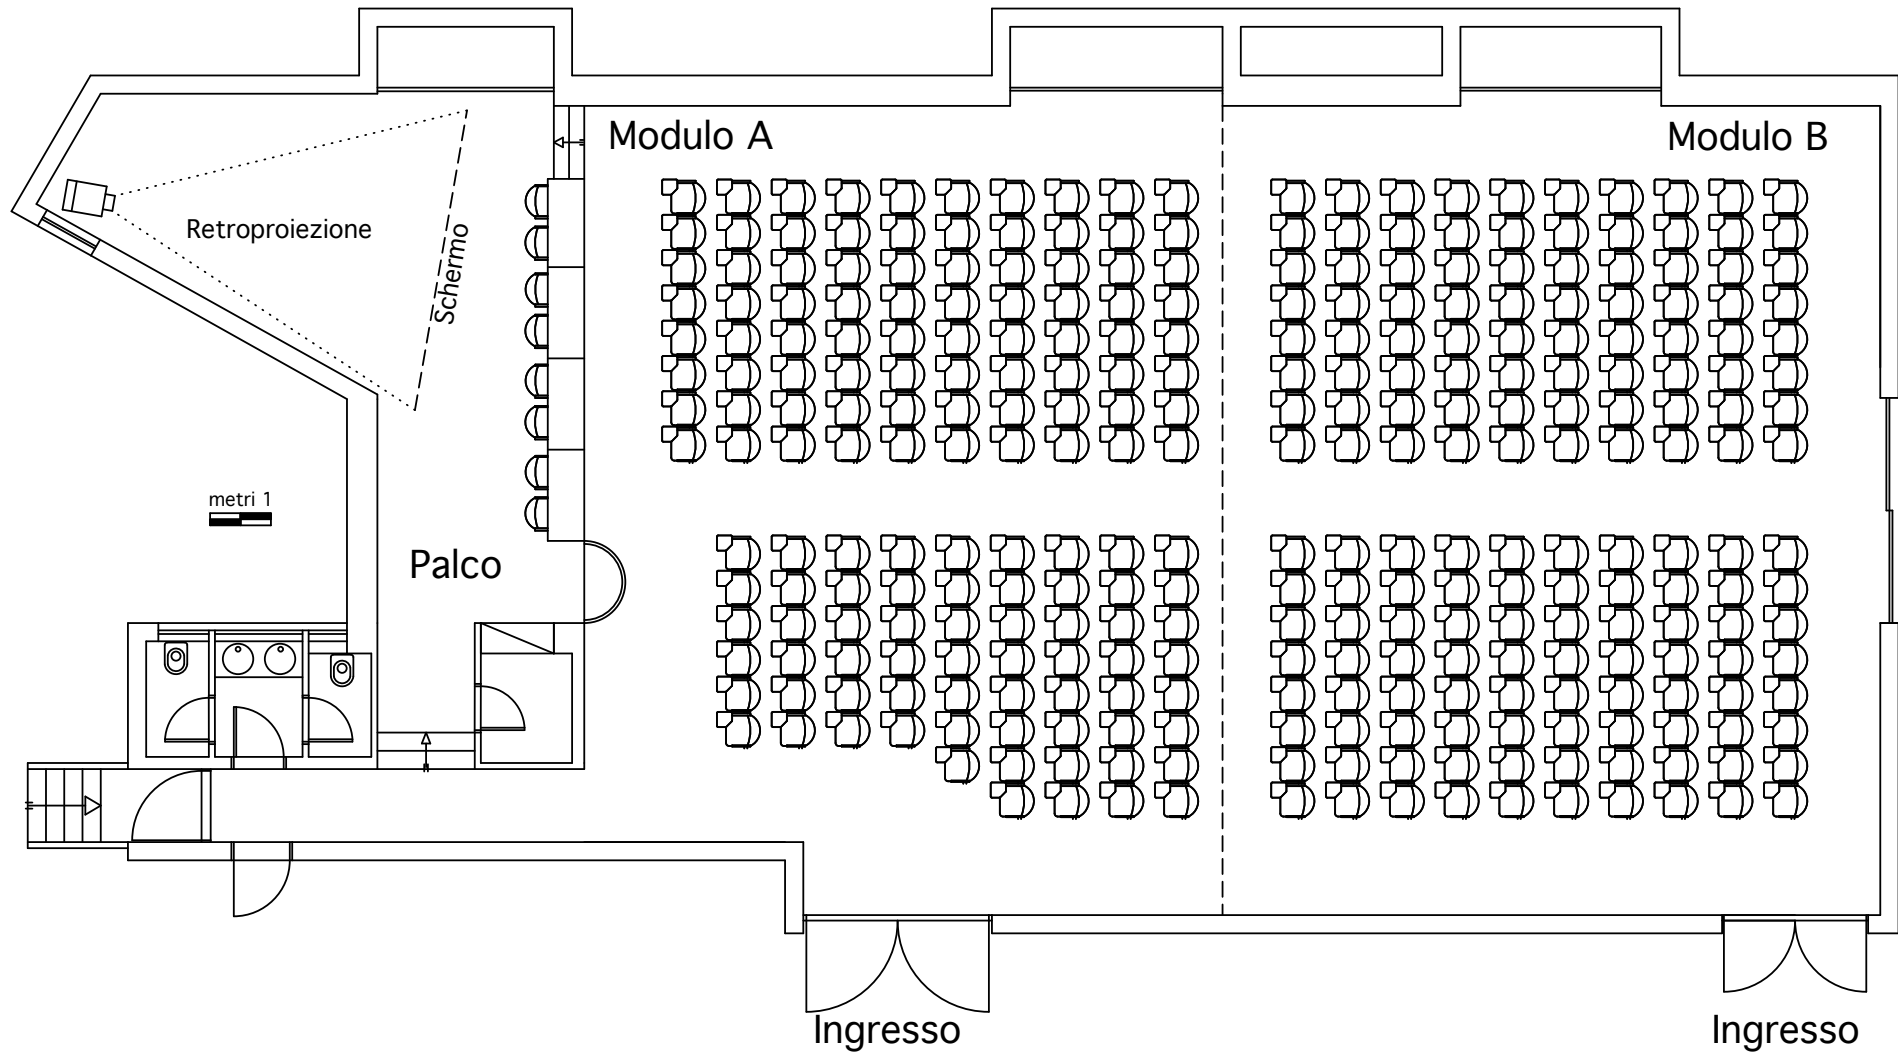 Modulo A
Modulo B
Retroproiezione
Schermo
metri 1
Palco
Ingresso
Ingresso